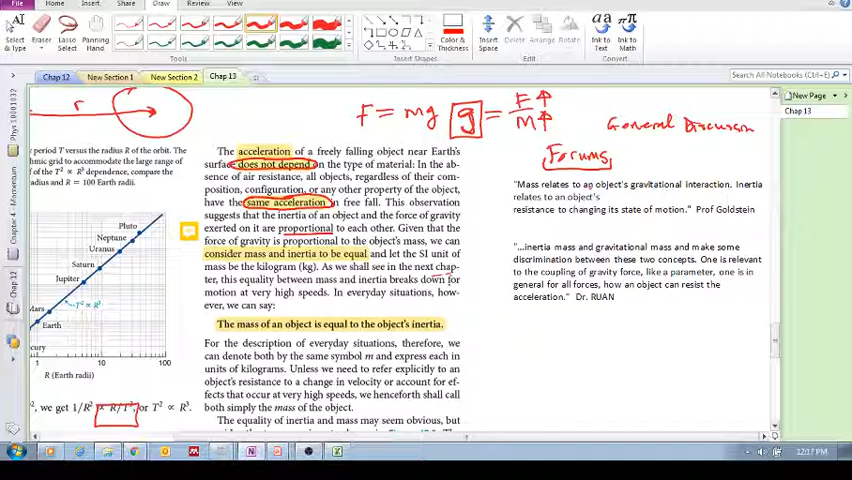 File
Home
Insert
Share
Draw
History
Review
View
Select
& Type
Eraser
Lasso
Select
Panning
Hand
Tools
Insert Shapes
Color &
Thickness
Insert
Space
Delete
Arrange
Rotate
Ink to
Text
Ink to
Math
Edit
Convert
Chap 12
New Section 1
New Section 2
Chap 13
Search All Notebooks (Ctrl+E)
New Page
Chap 13
Phys 10101032
Chapter 4 - Momentum
Chap 12
r
F = mg g = F↑
M↑
General Discussion
Forums
period T versus the radius R of the orbit. The
thmic grid to accommodate the large range of
of the T² ∝ R³ dependence, compare the
radius and R = 100 Earth radii.
Pluto
Neptune
Uranus
Saturn
Jupiter
Mars
Earth
cury
T² ∝ R³
1
10
100
R (Earth radii)
², we get 1/R² ∝ R/T², or T² ∝ R³.
The acceleration of a freely falling object near Earth's
surface does not depend on the type of material: In the ab-
sence of air resistance, all objects, regardless of their com-
position, configuration, or any other property of the object,
have the same acceleration in free fall. This observation
suggests that the inertia of an object and the force of gravity
exerted on it are proportional to each other. Given that the
force of gravity is proportional to the object's mass, we can
consider mass and inertia to be equal and let the SI unit of
mass be the kilogram (kg). As we shall see in the next chap-
ter, this equality between mass and inertia breaks down for
motion at very high speeds. In everyday situations, how-
ever, we can say:
The mass of an object is equal to the object's inertia.
For the description of everyday situations, therefore, we
can denote both by the same symbol m and express each in
units of kilograms. Unless we need to refer explicitly to an
object's resistance to a change in velocity or account for ef-
fects that occur at very high speeds, we henceforth shall call
both simply the mass of the object.
The equality of inertia and mass may seem obvious, but
"Mass relates to an object's gravitational interaction. Inertia
relates to an object's
resistance to changing its state of motion." Prof Goldstein
"...inertia mass and gravitational mass and make some
discrimination between these two concepts. One is relevant
to the coupling of gravity force, like a parameter, one is in
general for all forces, how an object can resist the
acceleration." Dr. RUAN
12:17 PM